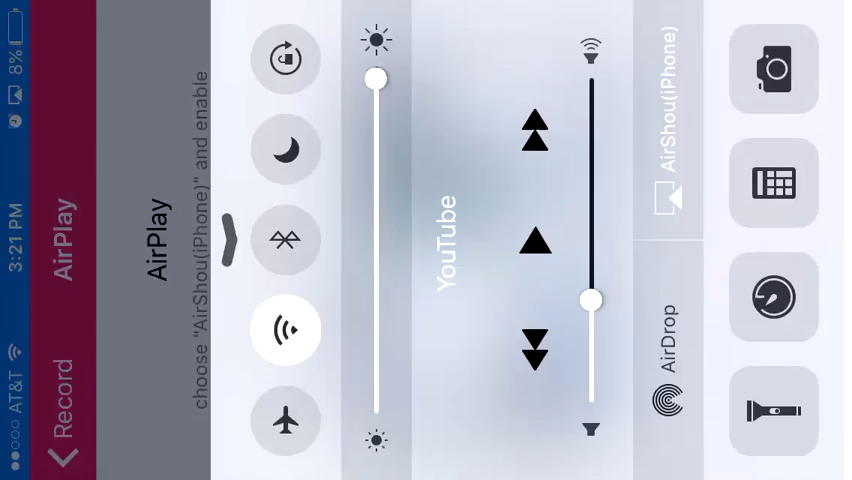 AT&T 3:21 PM 8%
Record AirPlay
AirPlay
choose "AirShou(iPhone)" and enable
YouTube
AirDrop AirShou(iPhone)